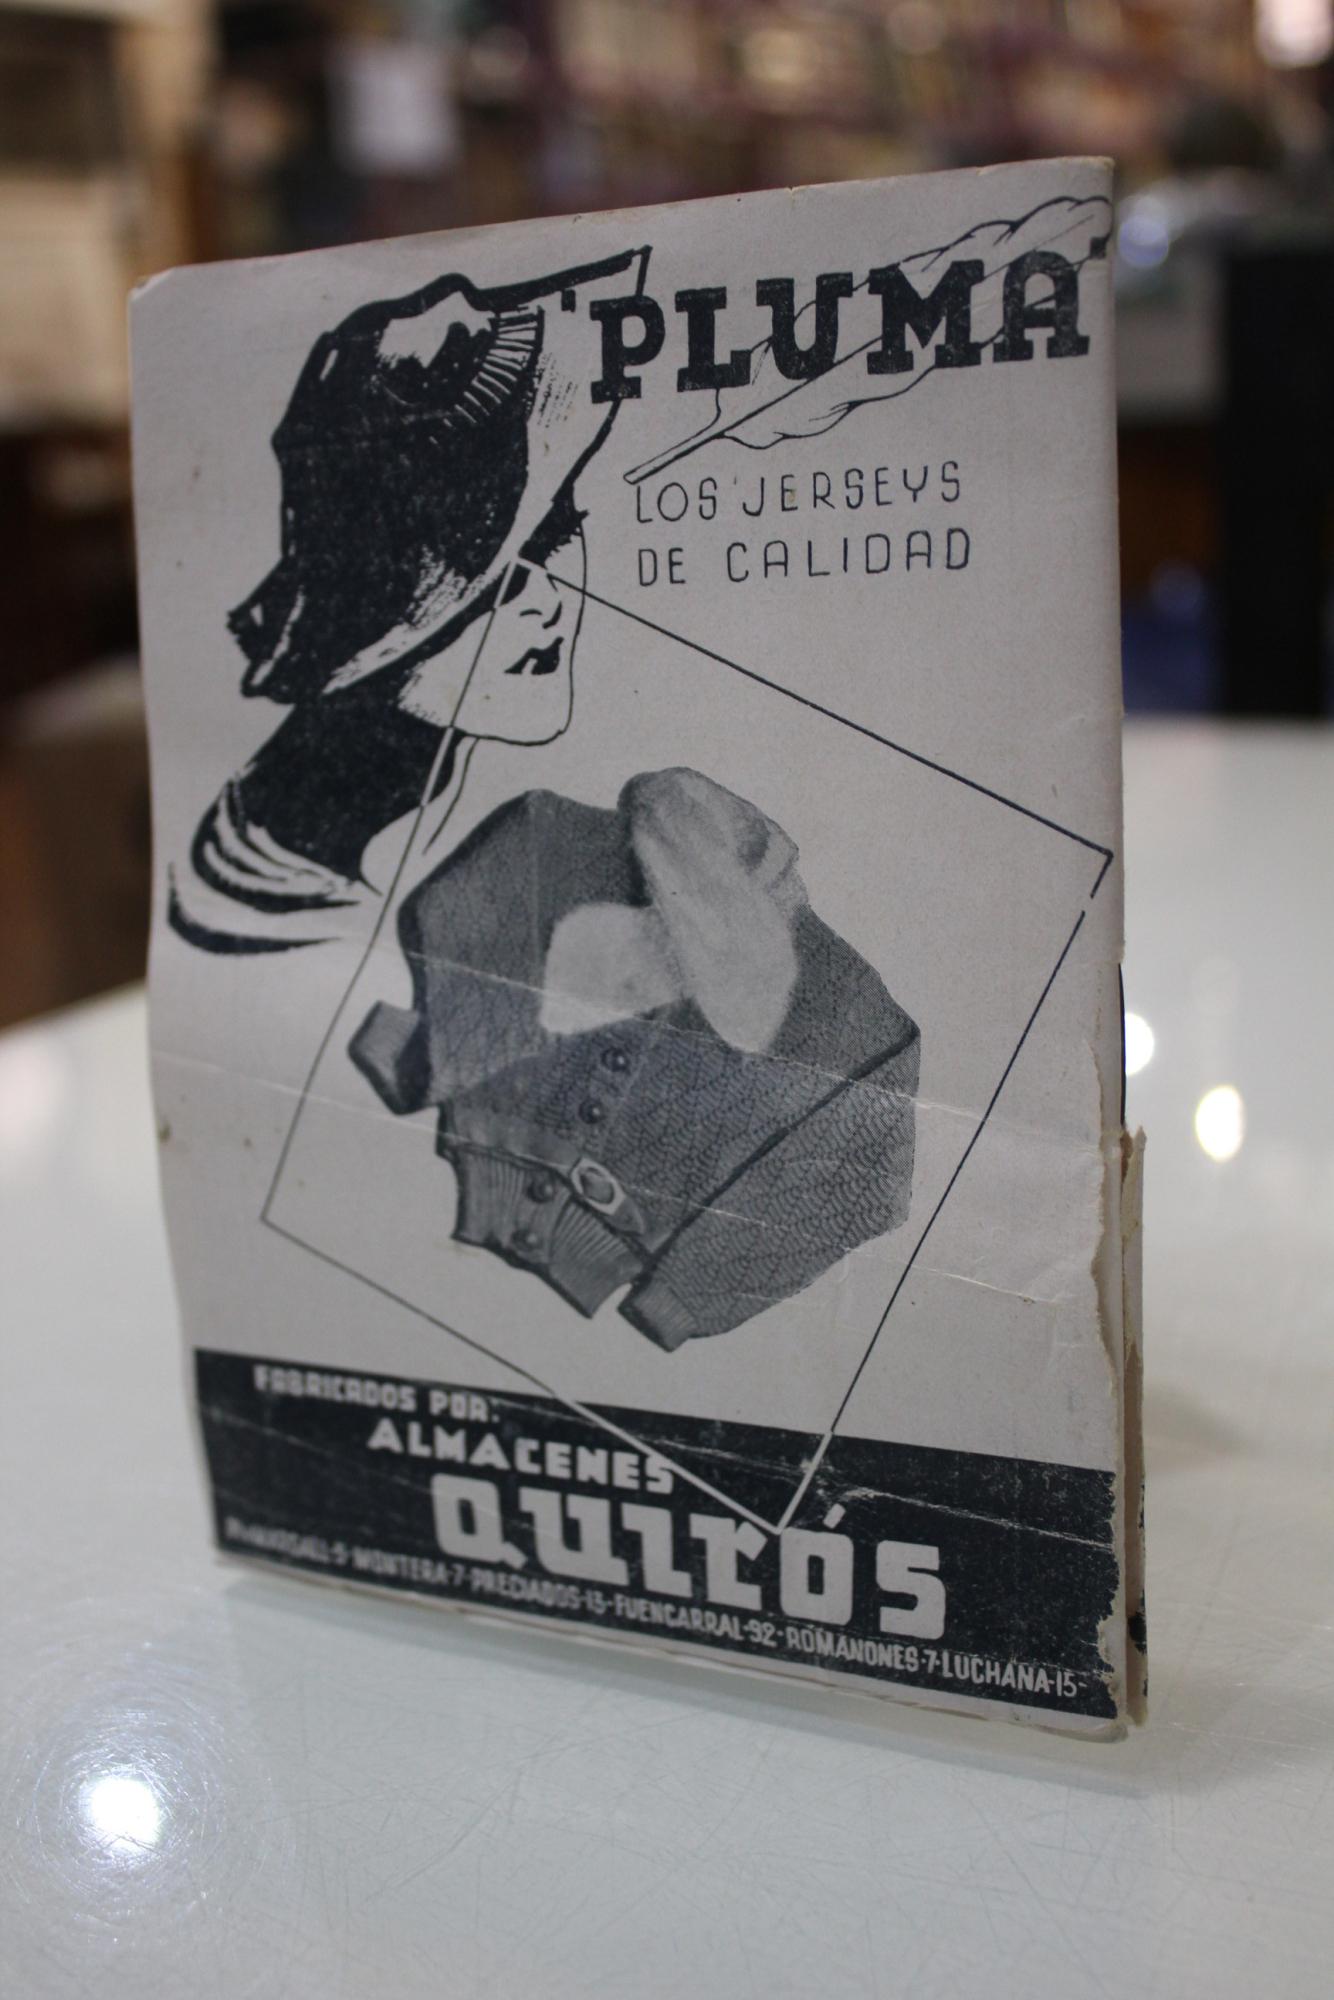 "PLUMA"
LOS JERSEYS
DE CALIDAD
FABRICADOS POR:
ALMACENES
QUIRÓS
5-MONTERA-7-PRECIADOS-13-FUENCARRAL-92-ROMANONES-7-LUCHANA-15-